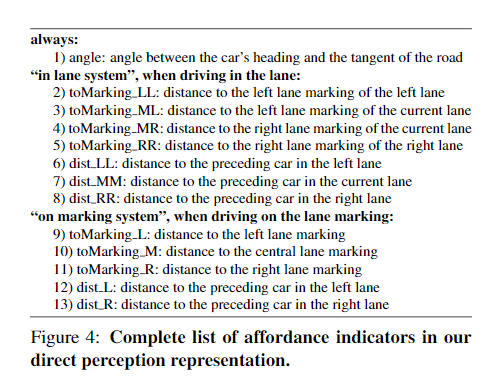 always:
1) angle: angle between the car's heading and the tangent of the road
“in lane system”, when driving in the lane:
2) toMarking_LL: distance to the left lane marking of the left lane
3) toMarking_ML: distance to the left lane marking of the current lane
4) toMarking_MR: distance to the right lane marking of the current lane
5) toMarking_RR: distance to the right lane marking of the right lane
6) dist_LL: distance to the preceding car in the left lane
7) dist_MM: distance to the preceding car in the current lane
8) dist_RR: distance to the preceding car in the right lane
“on marking system”, when driving on the lane marking:
9) toMarking_L: distance to the left lane marking
10) toMarking_M: distance to the central lane marking
11) toMarking_R: distance to the right lane marking
12) dist_L: distance to the preceding car in the left lane
13) dist_R: distance to the preceding car in the right lane
Figure 4: Complete list of affordance indicators in our
direct perception representation.